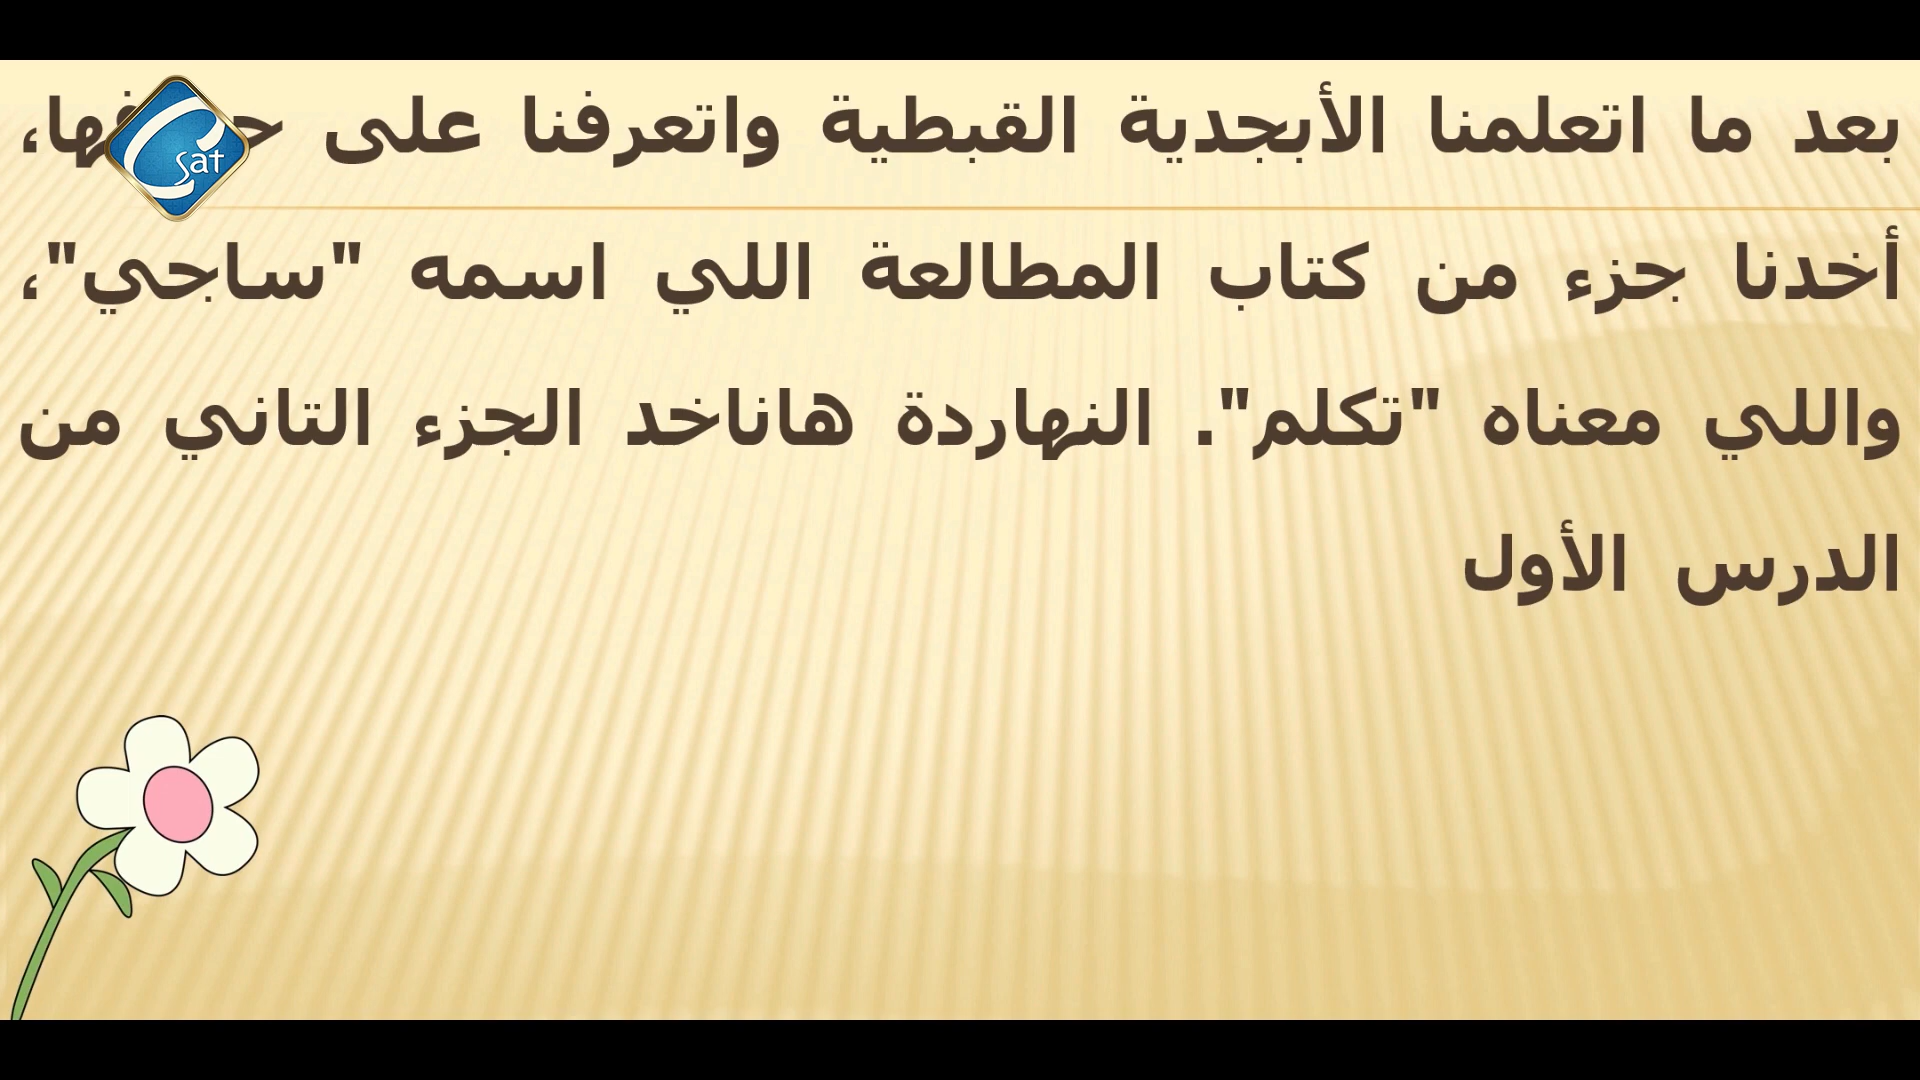 بعد ما اتعلمنا الأبجدية القبطية واتعرفنا على
أخدنا جزء من كتاب المطالعة اللي اسمه "ساجي"،
واللي معناه "تكلم". النهاردة هاناخد الجزء التاني من
الدرس الأول
C Sat